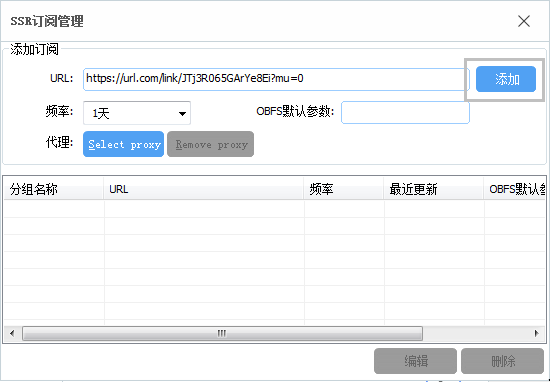 SSR订阅管理
添加订阅
URL: https://url.com/link/JTj3R065GArYe8Ei?mu=0 添加
频率: 1天 OBFS默认参数:
代理: Select proxy Remove proxy
分组名称 URL 频率 最近更新 OBFS默认参
编辑 删除